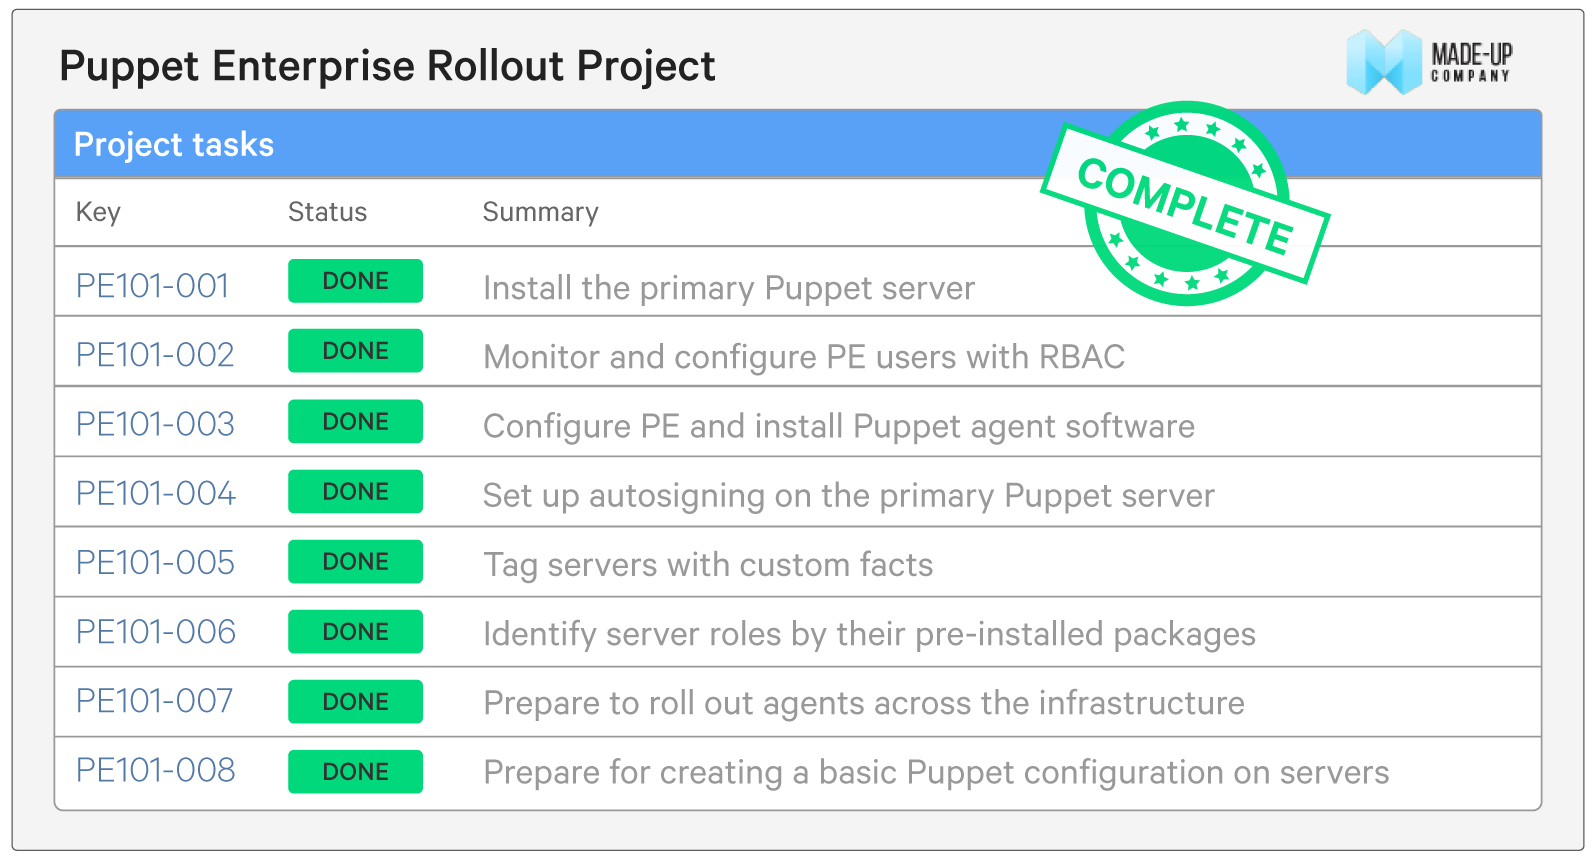 Puppet Enterprise Rollout Project
MADE-UP
COMPANY
Project tasks
COMPLETE
Key Status Summary
PE101-001 DONE Install the primary Puppet server
PE101-002 DONE Monitor and configure PE users with RBAC
PE101-003 DONE Configure PE and install Puppet agent software
PE101-004 DONE Set up autosigning on the primary Puppet server
PE101-005 DONE Tag servers with custom facts
PE101-006 DONE Identify server roles by their pre-installed packages
PE101-007 DONE Prepare to roll out agents across the infrastructure
PE101-008 DONE Prepare for creating a basic Puppet configuration on servers